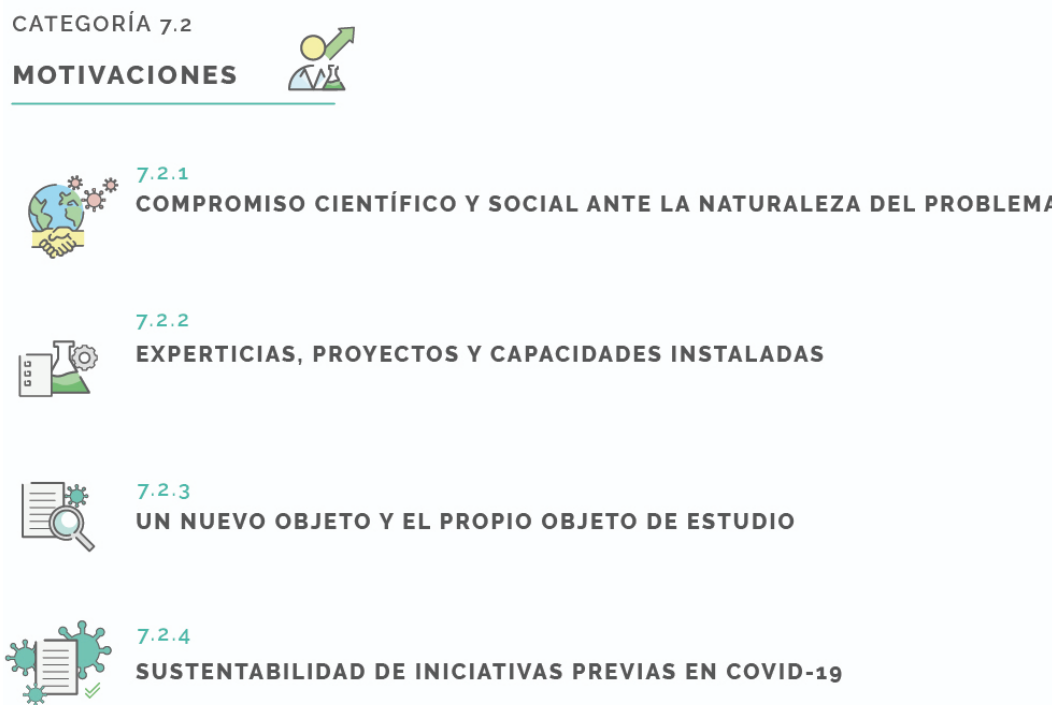 CATEGORÍA 7.2
MOTIVACIONES
7.2.1
COMPROMISO CIENTÍFICO Y SOCIAL ANTE LA NATURALEZA DEL PROBLEMA
7.2.2
EXPERTICIAS, PROYECTOS Y CAPACIDADES INSTALADAS
7.2.3
UN NUEVO OBJETO Y EL PROPIO OBJETO DE ESTUDIO
7.2.4
SUSTENTABILIDAD DE INICIATIVAS PREVIAS EN COVID-19